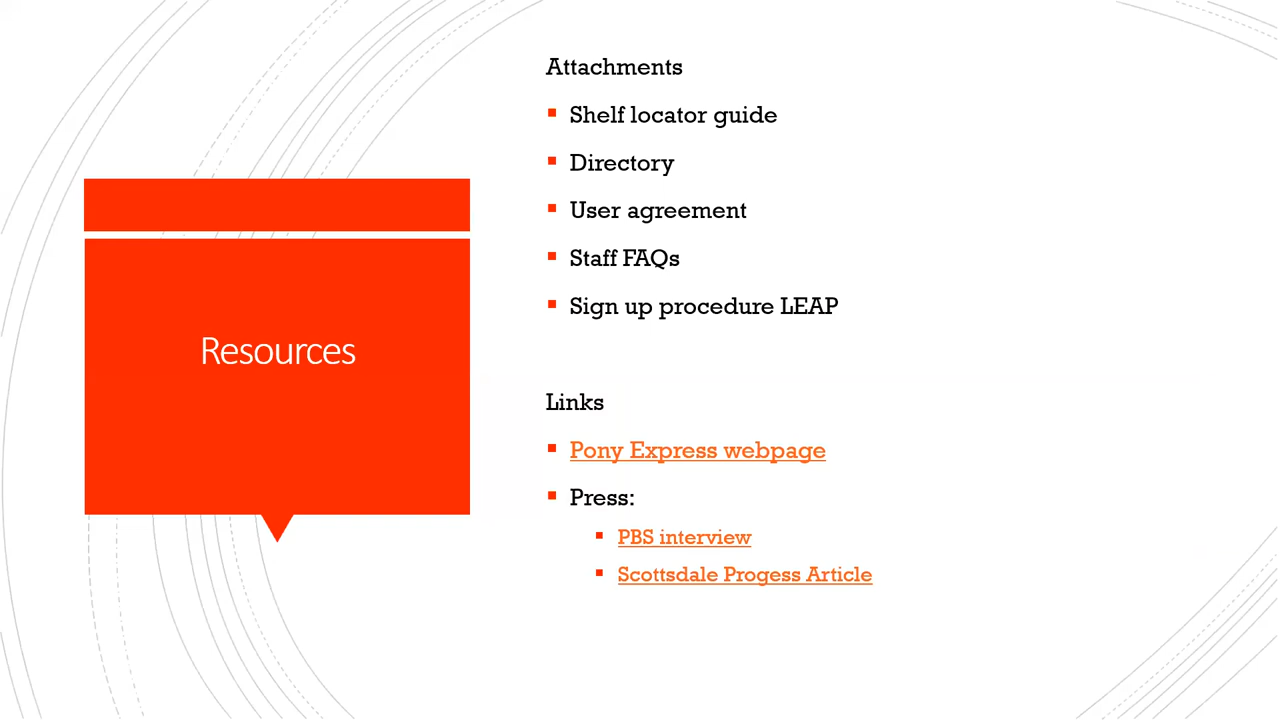 Resources
Attachments
Shelf locator guide
Directory
User agreement
Staff FAQs
Sign up procedure LEAP
Links
Pony Express webpage
Press:
PBS interview
Scottsdale Progess Article